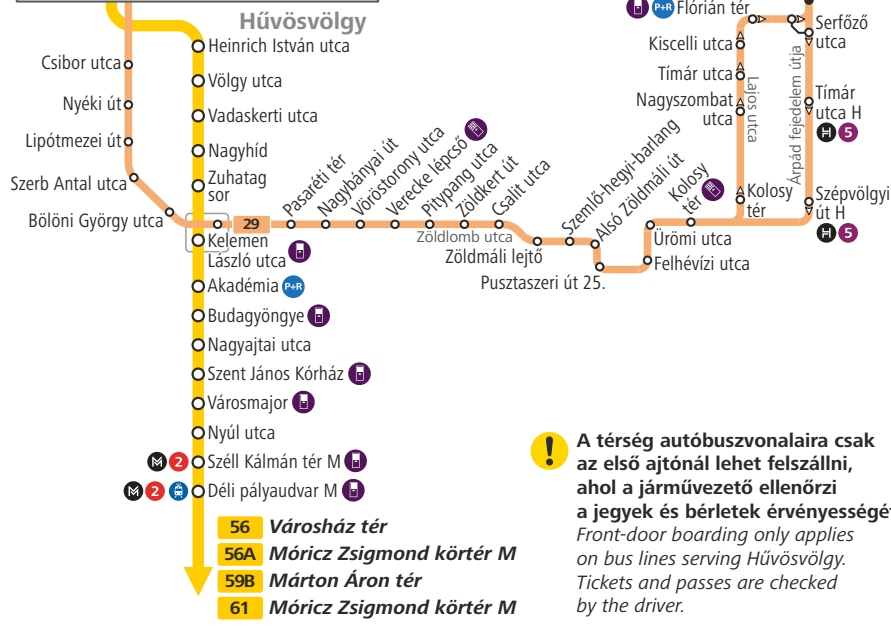 Hűvösvölgy
Heinrich István utca
Völgy utca
Vadaskerti utca
Nagyhíd
Zuhatag
sor
Csibor utca
Nyéki út
Lipótmezei út
Szerb Antal utca
Bölöni György utca
29
Kelemen
László utca
Akadémia P+R
Budagyöngye
Nagyajtai utca
Szent János Kórház
Városmajor
Nyúl utca
M 2 Széll Kálmán tér M
M 2 Déli pályaudvar M
56 Városház tér
56A Móricz Zsigmond körtér M
59B Márton Áron tér
61 Móricz Zsigmond körtér M
Pasaréti tér
Nagybányai út
Vöröstorony utca
Verecke lépcső
Pitypang utca
Zöldkert út
Csalit utca
Zöldlomb utca
Zöldmáli lejtő
Szemlő-hegyi-barlang
Alsó Zöldmáli út
Pusztaszeri út 25.
Felhévízi utca
Ürömi utca
Kolosy
tér
Kolosy
tér
Nagyszombat
utca
Tímár utca
Kiscelli utca
P+R Flórián tér
Lajos utca
Árpád fejedelem útja
Serfőző
utca
Tímár
utca H
H 5
Szépvölgyi
út H
H 5
! A térség autóbuszvonalaira csak
az első ajtónál lehet felszállni,
ahol a járművezető ellenőrzi
a jegyek és bérletek érvényességét
Front-door boarding only applies
on bus lines serving Hűvösvölgy.
Tickets and passes are checked
by the driver.